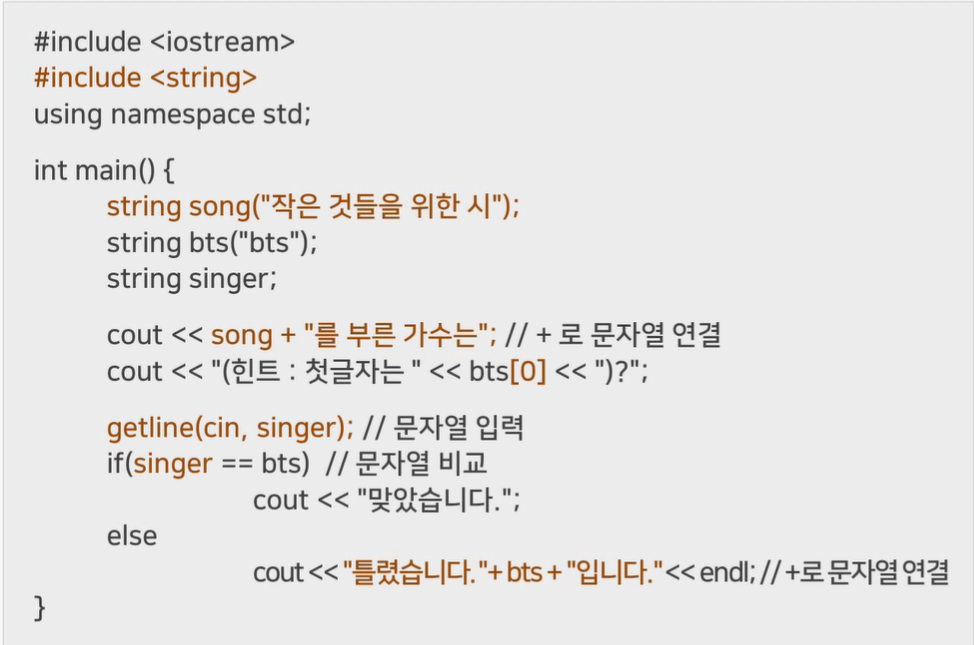 #include <iostream>
#include <string>
using namespace std;
int main() {
string song("작은 것들을 위한 시");
string bts("bts");
string singer;
cout << song + "를 부른 가수는"; // + 로 문자열 연결
cout << "(힌트 : 첫글자는 " << bts[0] << ")?";
getline(cin, singer); // 문자열 입력
if(singer == bts) // 문자열 비교
cout << "맞았습니다.";
else
cout << "틀렸습니다."+ bts + "입니다." << endl; // +로 문자열 연결
}